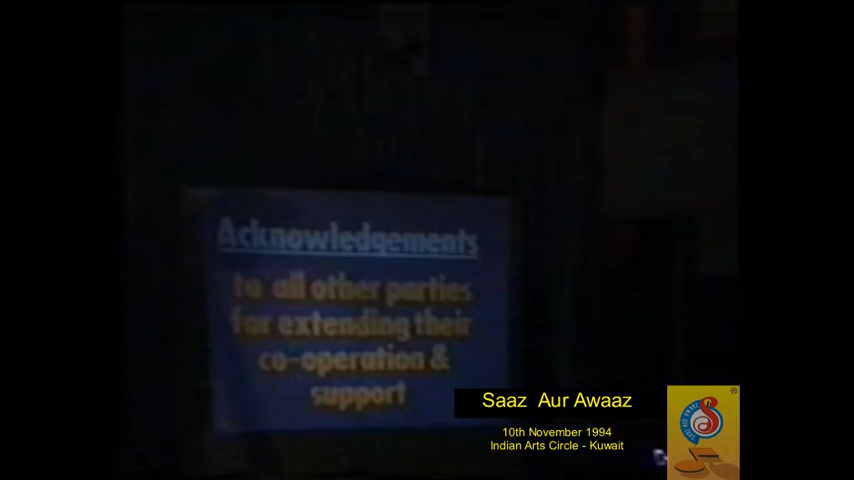 Acknowledgements
to all other parties
for extending their
co-operation &
support
Saaz Aur Awaaz
10th November 1994
Indian Arts Circle - Kuwait
®